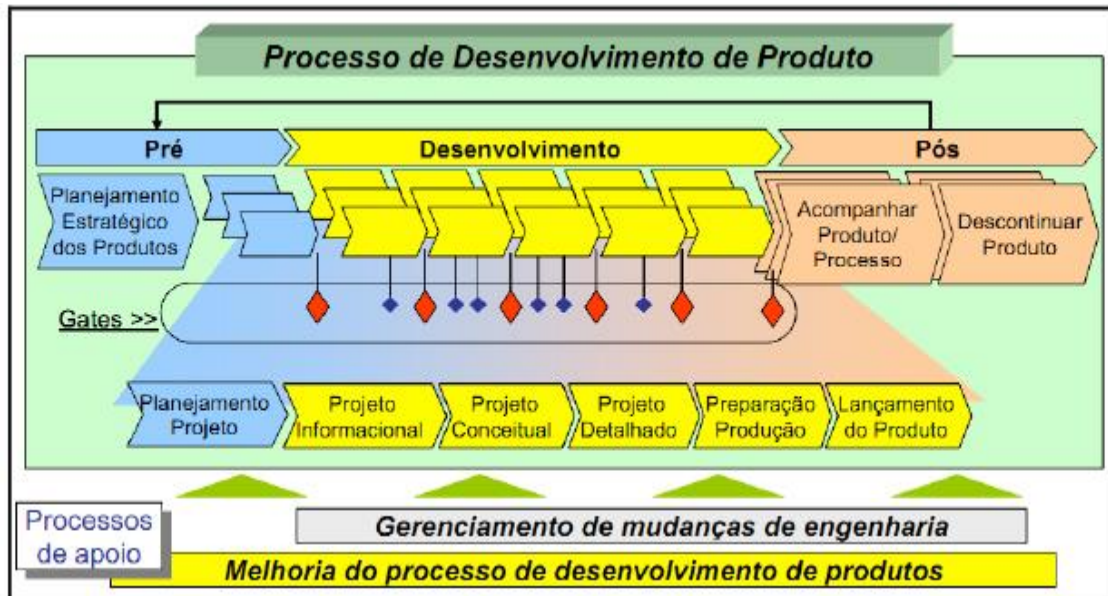 Processo de Desenvolvimento de Produto
Pré
Desenvolvimento
Pós
Planejamento
Estratégico
dos Produtos
Acompanhar
Produto/
Processo
Descontinuar
Produto
Gates >>
Planejamento
Projeto
Projeto
Informacional
Projeto
Conceitual
Projeto
Detalhado
Preparação
Produção
Lançamento
do Produto
Processos
de apoio
Gerenciamento de mudanças de engenharia
Melhoria do processo de desenvolvimento de produtos